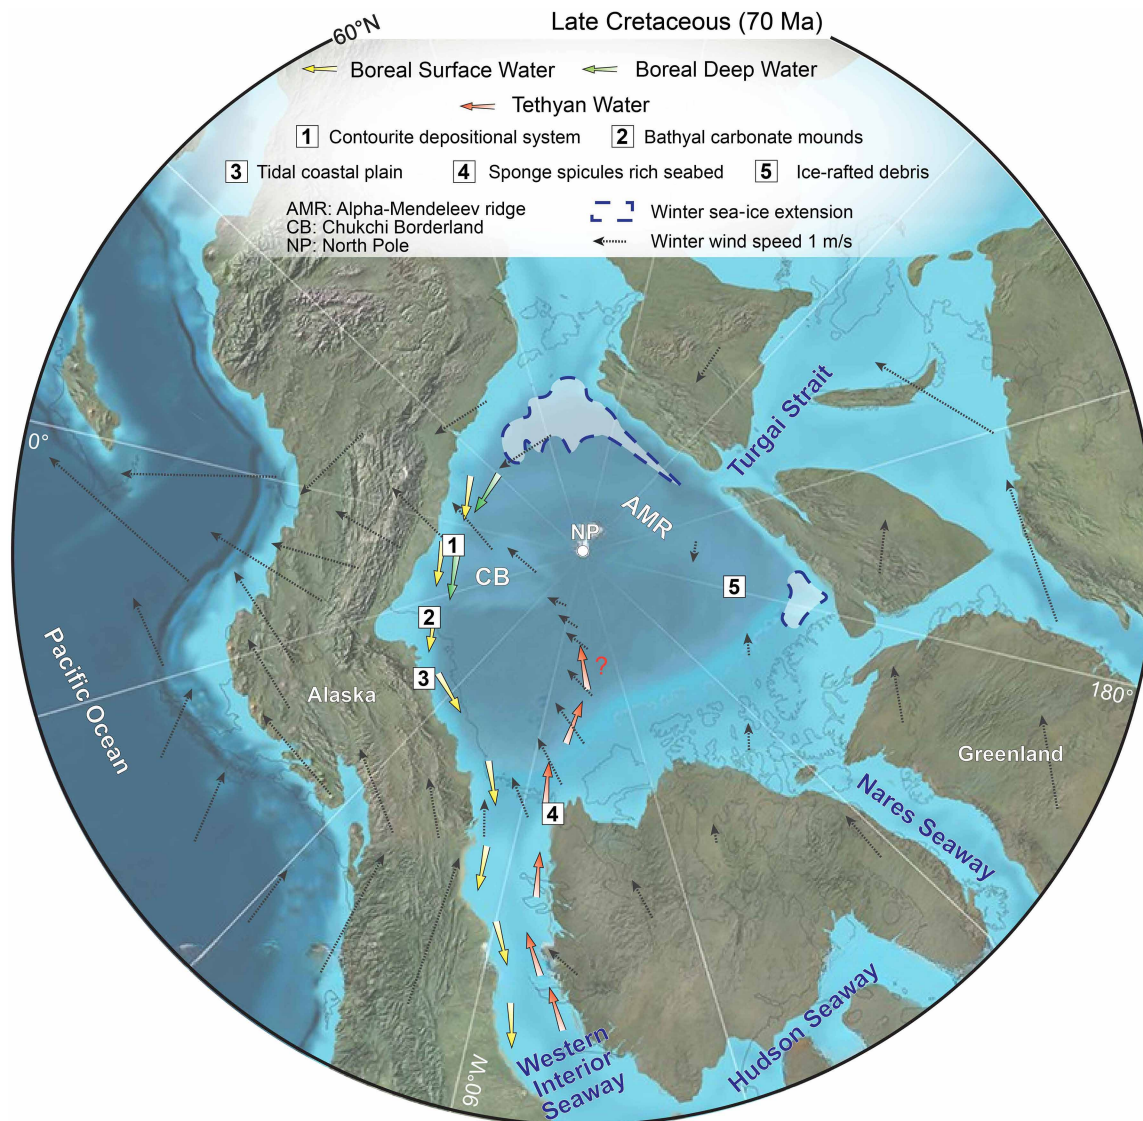 Late Cretaceous (70 Ma)
60°N
Boreal Surface Water
Boreal Deep Water
Tethyan Water
1 Contourite depositional system
2 Bathyal carbonate mounds
3 Tidal coastal plain
4 Sponge spicules rich seabed
5 Ice-rafted debris
AMR: Alpha-Mendeleev ridge
CB: Chukchi Borderland
NP: North Pole
Winter sea-ice extension
Winter wind speed 1 m/s
Turgai Strait
0°
AMR
NP
1
CB
5
2
?
3
Alaska
Pacific Ocean
180°
Greenland
4
Nares Seaway
Hudson Seaway
Western
Interior
Seaway
90°W